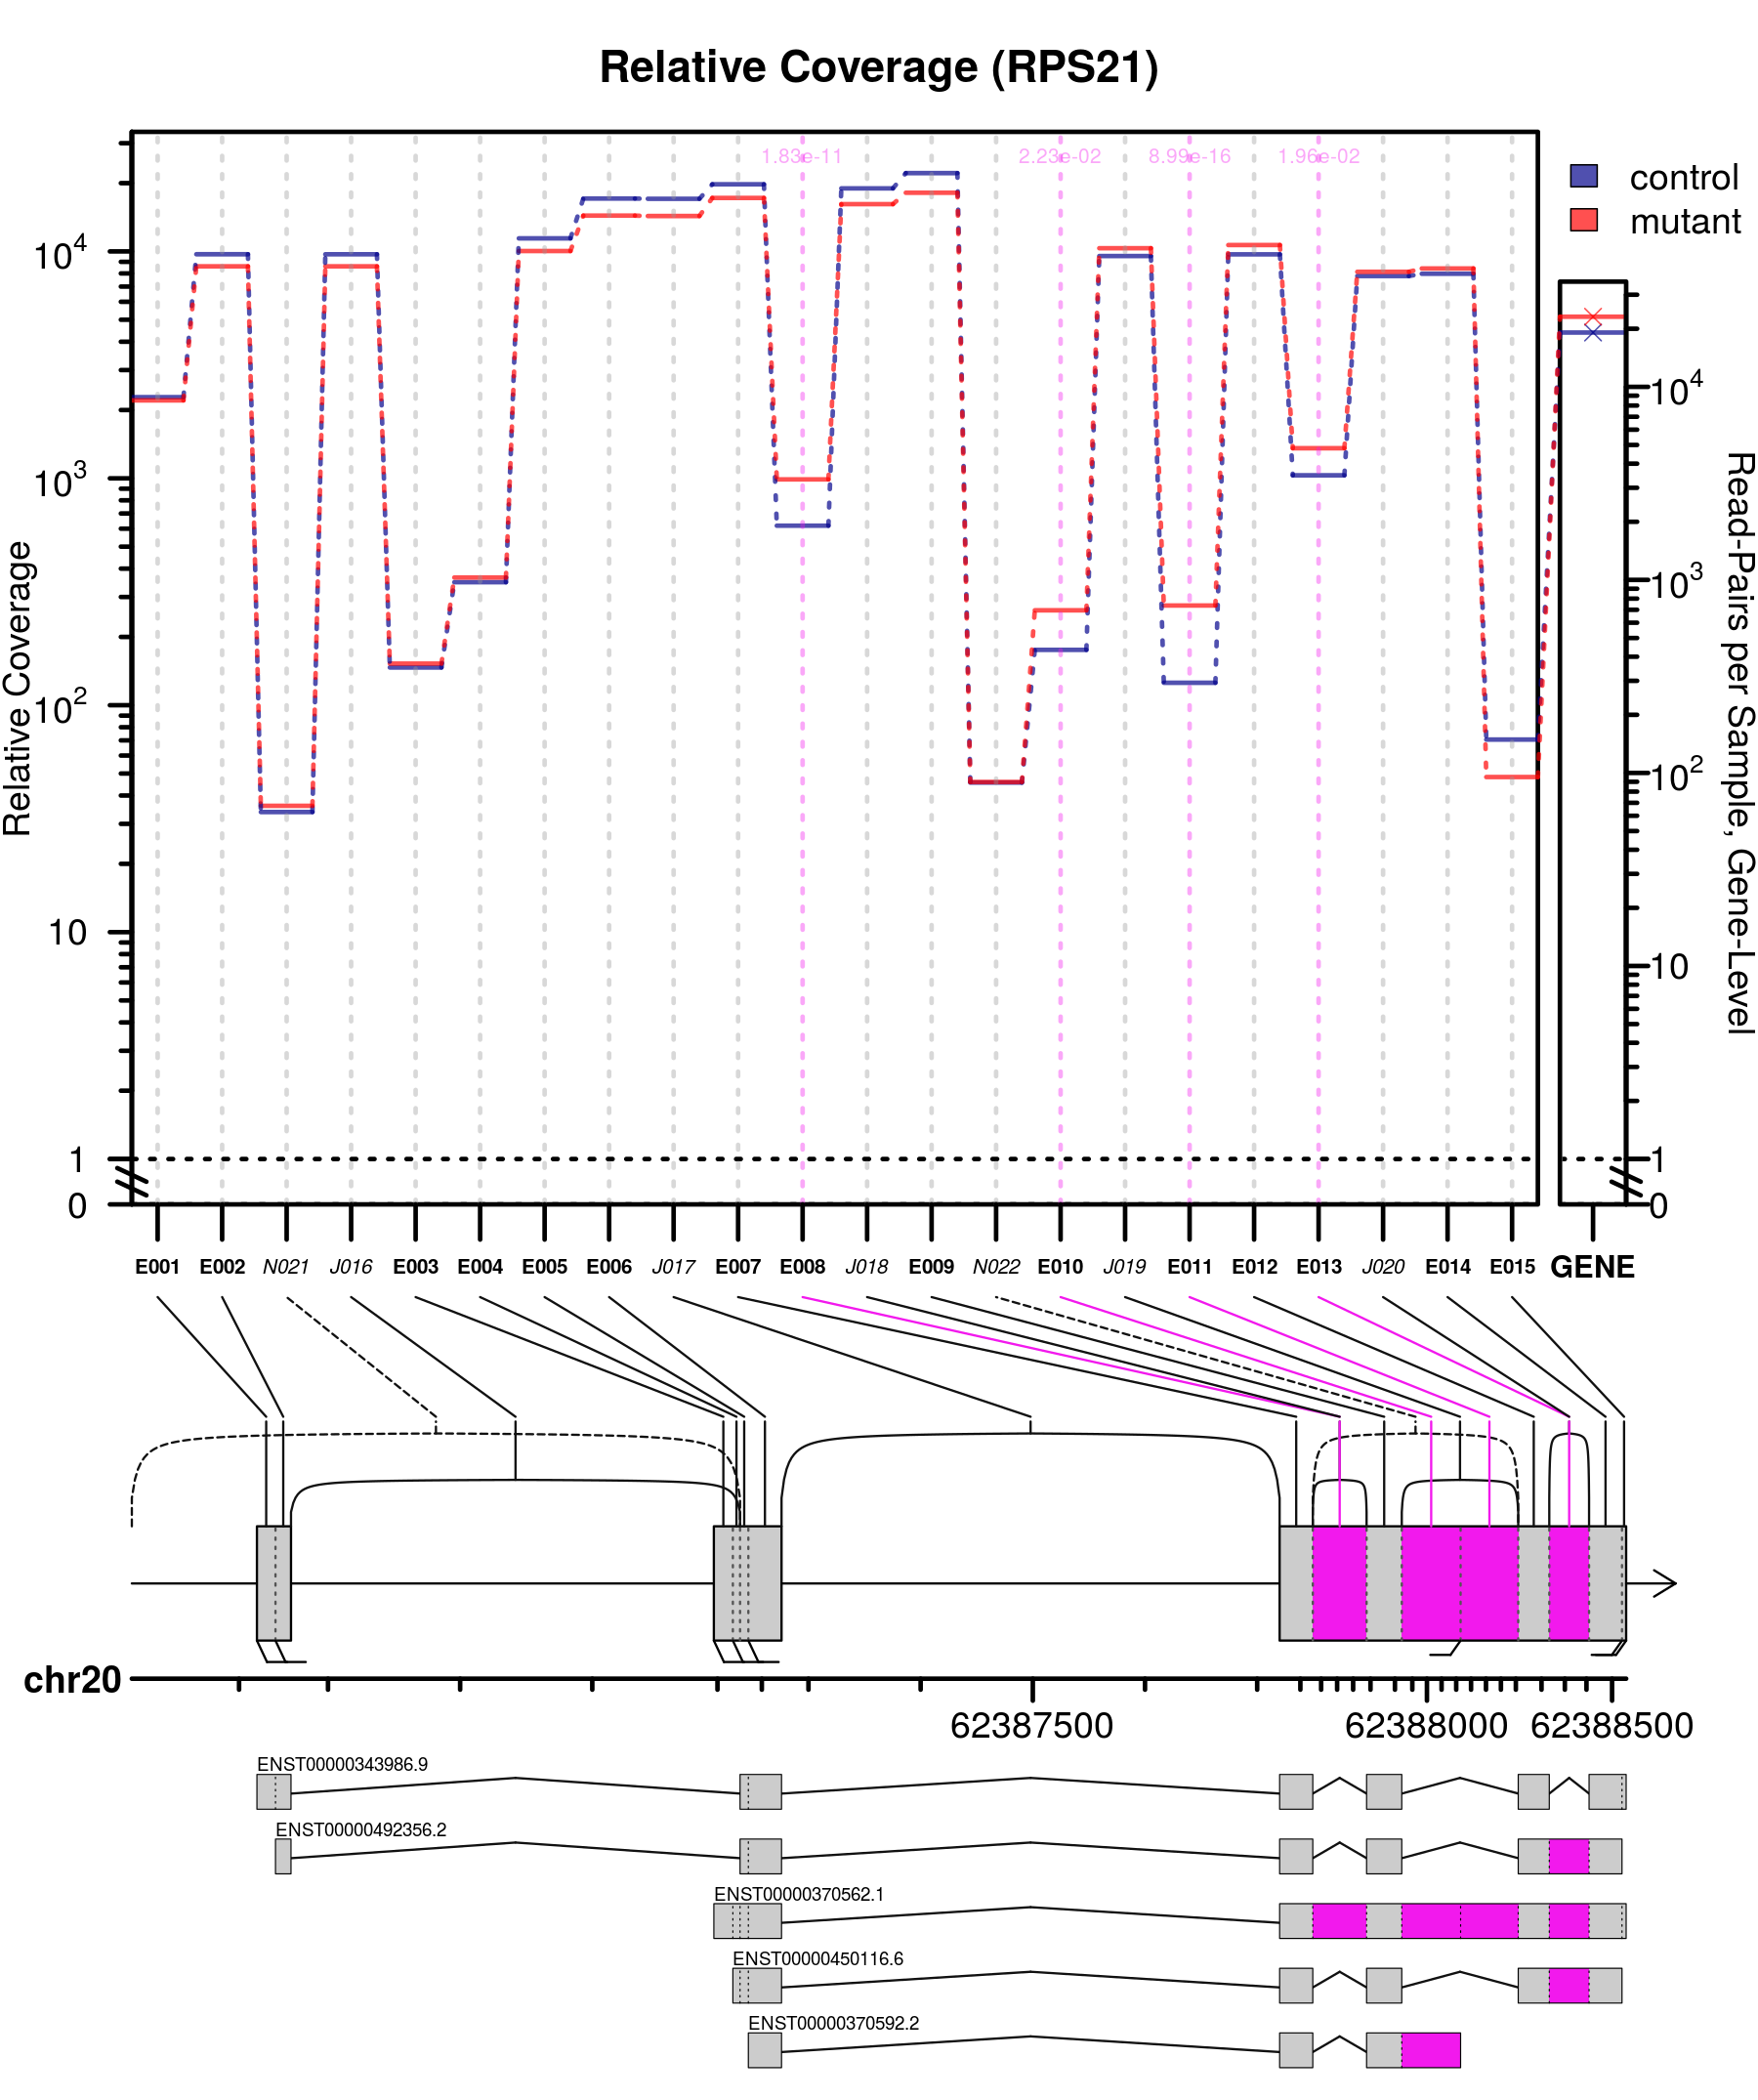 Relative Coverage (RPS21)
1.83e-11 2.23e-02 8.99e-16 1.96e-02
control
mutant
Relative Coverage
10^4
10^3
10^2
10
1
0
10^4
10^3
10^2
10
1
0
Read-Pairs per Sample, Gene-Level
E001 E002 N021 J016 E003 E004 E005 E006 J017 E007 E008 J018 E009 N022 E010 J019 E011 E012 E013 J020 E014 E015 GENE
chr20
62387500 62388000 62388500
ENST00000343986.9
ENST00000492356.2
ENST00000370562.1
ENST00000450116.6
ENST00000370592.2